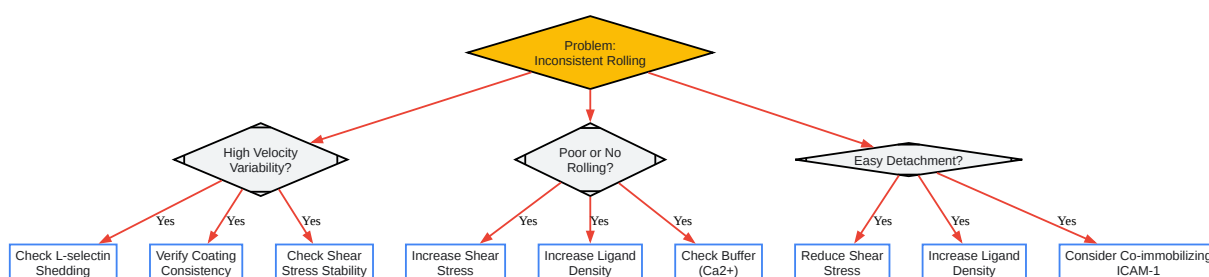 Problem:
Inconsistent Rolling
High Velocity
Variability?
Poor or No
Rolling?
Easy Detachment?
Yes
Yes
Yes
Yes
Yes
Yes
Yes
Yes
Yes
Check L-selectin
Shedding
Verify Coating
Consistency
Check Shear
Stress Stability
Increase Shear
Stress
Increase Ligand
Density
Check Buffer
(Ca2+)
Reduce Shear
Stress
Increase Ligand
Density
Consider Co-immobilizing
ICAM-1